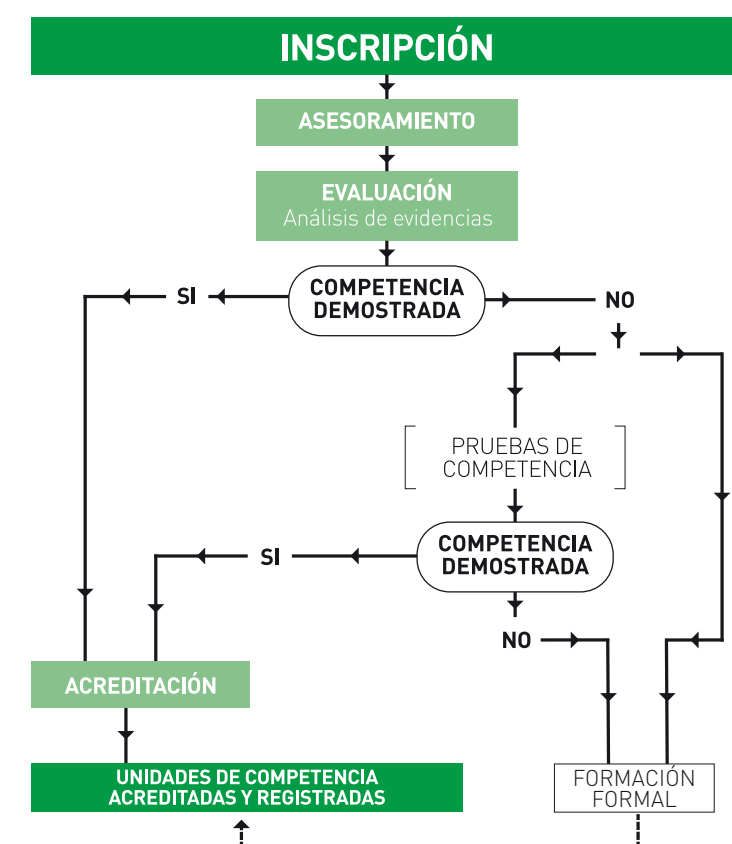 INSCRIPCIÓN
ASESORAMIENTO
EVALUACIÓN
Análisis de evidencias
COMPETENCIA
DEMOSTRADA
SI
NO
PRUEBAS DE
COMPETENCIA
COMPETENCIA
DEMOSTRADA
SI
NO
ACREDITACIÓN
UNIDADES DE COMPETENCIA
ACREDITADAS Y REGISTRADAS
FORMACIÓN
FORMAL